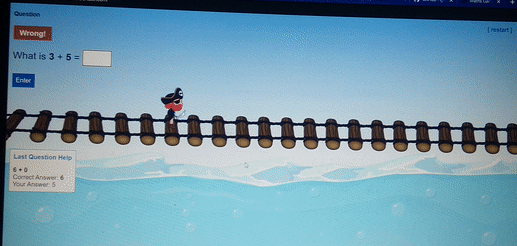 Question
Wrong!
[ restart ]
What is 3 + 5 =
Enter
Last Question Help
6 + 0
Correct Answer: 6
Your Answer: 5